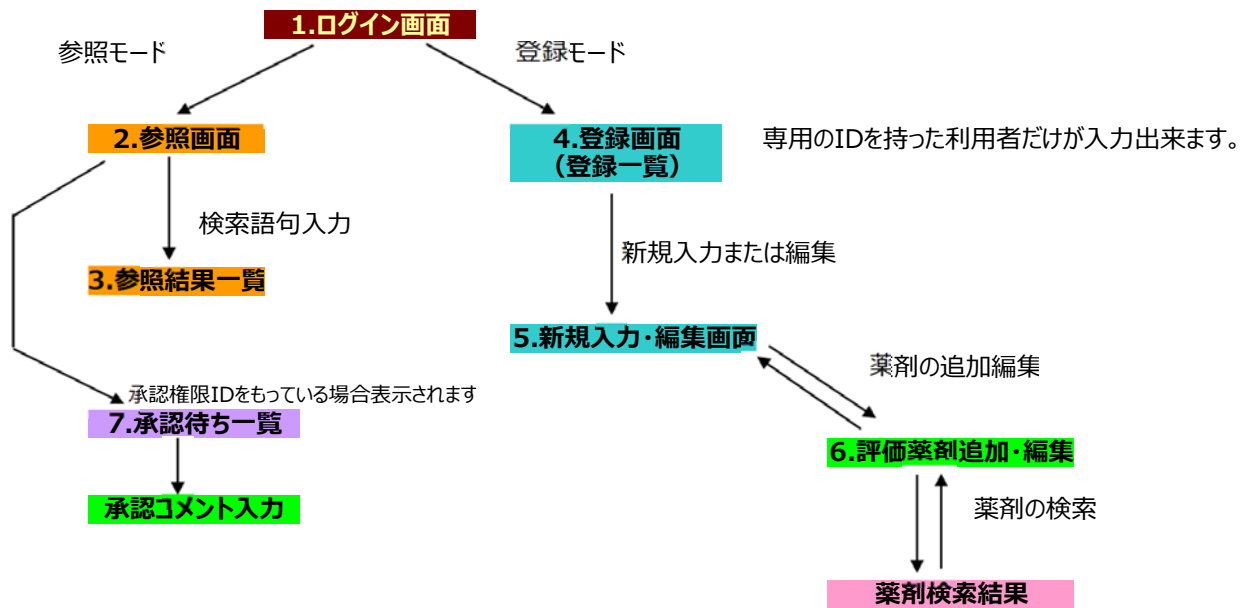 1.ログイン画面
参照モード
登録モード
2.参照画面
4.登録画面
(登録一覧)
専用のIDを持った利用者だけが入力出来ます。
検索語句入力
新規入力または編集
3.参照結果一覧
5.新規入力・編集画面
薬剤の追加編集
承認権限IDをもっている場合表示されます
7.承認待ち一覧
6.評価薬剤追加・編集
承認コメント入力
薬剤の検索
薬剤検索結果